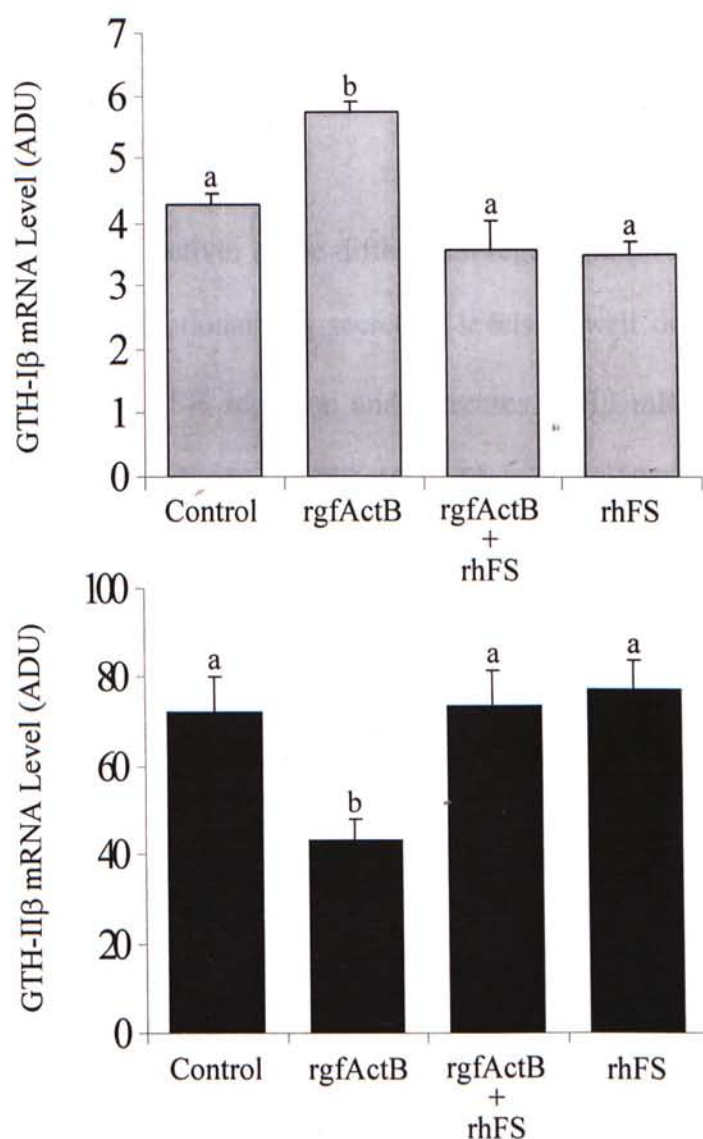 GTH-Iβ mRNA Level (ADU)
7
6
5
4
3
2
1
0
a
b
a
a
Control
rgfActB
rgfActB
+
rhFS
rhFS
GTH-IIβ mRNA Level (ADU)
100
80
60
40
20
0
a
b
a
a
Control
rgfActB
rgfActB
+
rhFS
rhFS